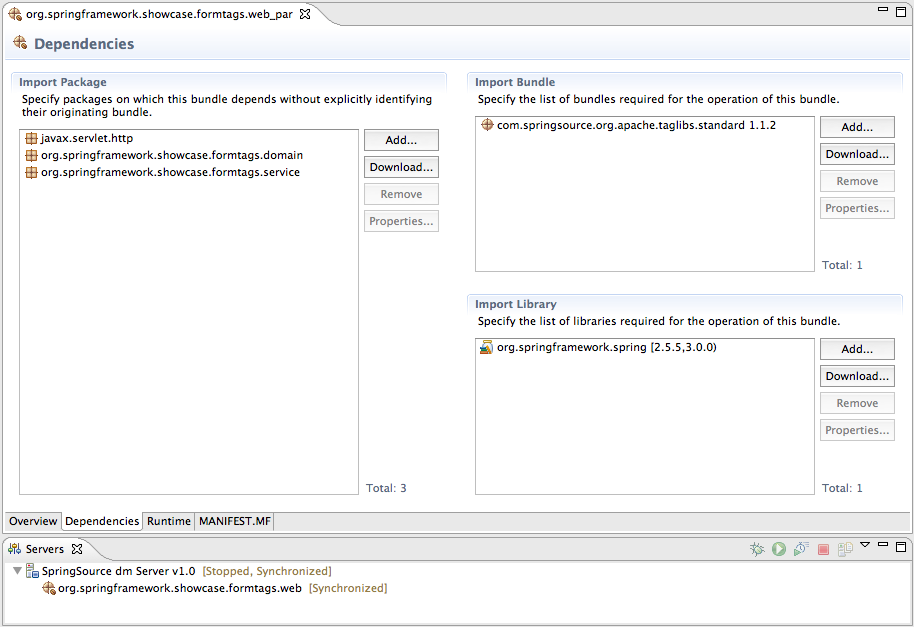 org.springframework.showcase.formtags.web_par
Dependencies
Import Package
Specify packages on which this bundle depends without explicitly identifying
their originating bundle.
javax.servlet.http
org.springframework.showcase.formtags.domain
org.springframework.showcase.formtags.service
Add...
Download...
Remove
Properties...
Total: 3
Import Bundle
Specify the list of bundles required for the operation of this bundle.
com.springsource.org.apache.taglibs.standard 1.1.2
Add...
Download...
Remove
Properties...
Total: 1
Import Library
Specify the list of libraries required for the operation of this bundle.
org.springframework.spring [2.5.5,3.0.0)
Add...
Download...
Remove
Properties...
Total: 1
Overview Dependencies Runtime MANIFEST.MF
Servers
SpringSource dm Server v1.0 [Stopped, Synchronized]
org.springframework.showcase.formtags.web [Synchronized]